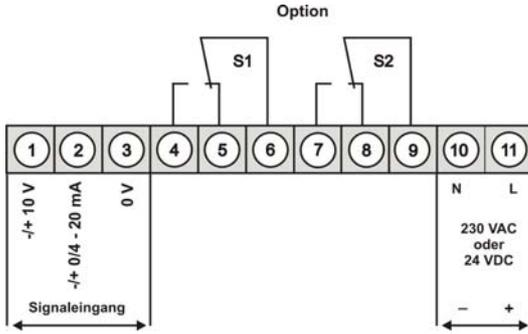 Option
S1
S2
1 2 3 4 5 6 7 8 9 10 11
-/+ 10 V
-/+ 0/4 - 20 mA
0 V
N L
230 VAC
oder
24 VDC
Signaleingang
– +